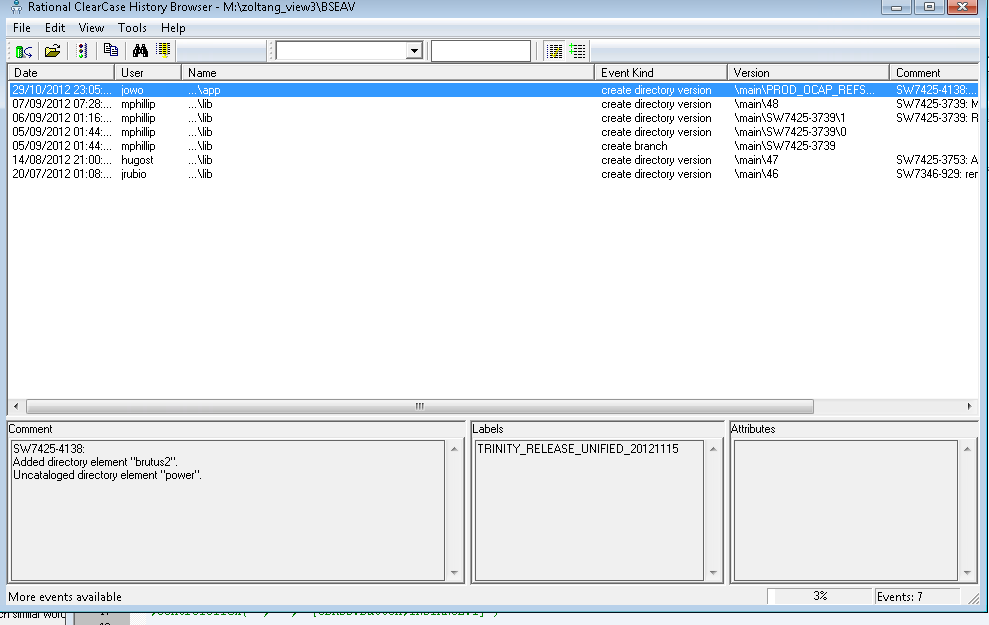 Rational ClearCase History Browser - M:\zoltang_view3\BSEAV
File Edit View Tools Help
Date User Name Event Kind Version Comment
29/10/2012 23:05:... jowo ...\app create directory version \main\PROD_OCAP_REFS... SW7425-4138:...
07/09/2012 07:28:... mphillip ...\lib create directory version \main\48 SW7425-3739: M
06/09/2012 01:16:... mphillip ...\lib create directory version \main\SW7425-3739\1 SW7425-3739: R
05/09/2012 01:44:... mphillip ...\lib create directory version \main\SW7425-3739\0
05/09/2012 01:44:... mphillip ...\lib create branch \main\SW7425-3739
14/08/2012 21:00:... hugost ...\lib create directory version \main\47 SW7425-3753: A
20/07/2012 01:08:... jrubio ...\lib create directory version \main\46 SW7346-929: rer
Comment Labels Attributes
SW7425-4138: TRINITY_RELEASE_UNIFIED_20121115
Added directory element "brutus2".
Uncataloged directory element "power".
More events available 3% Events: 7
ch similar word